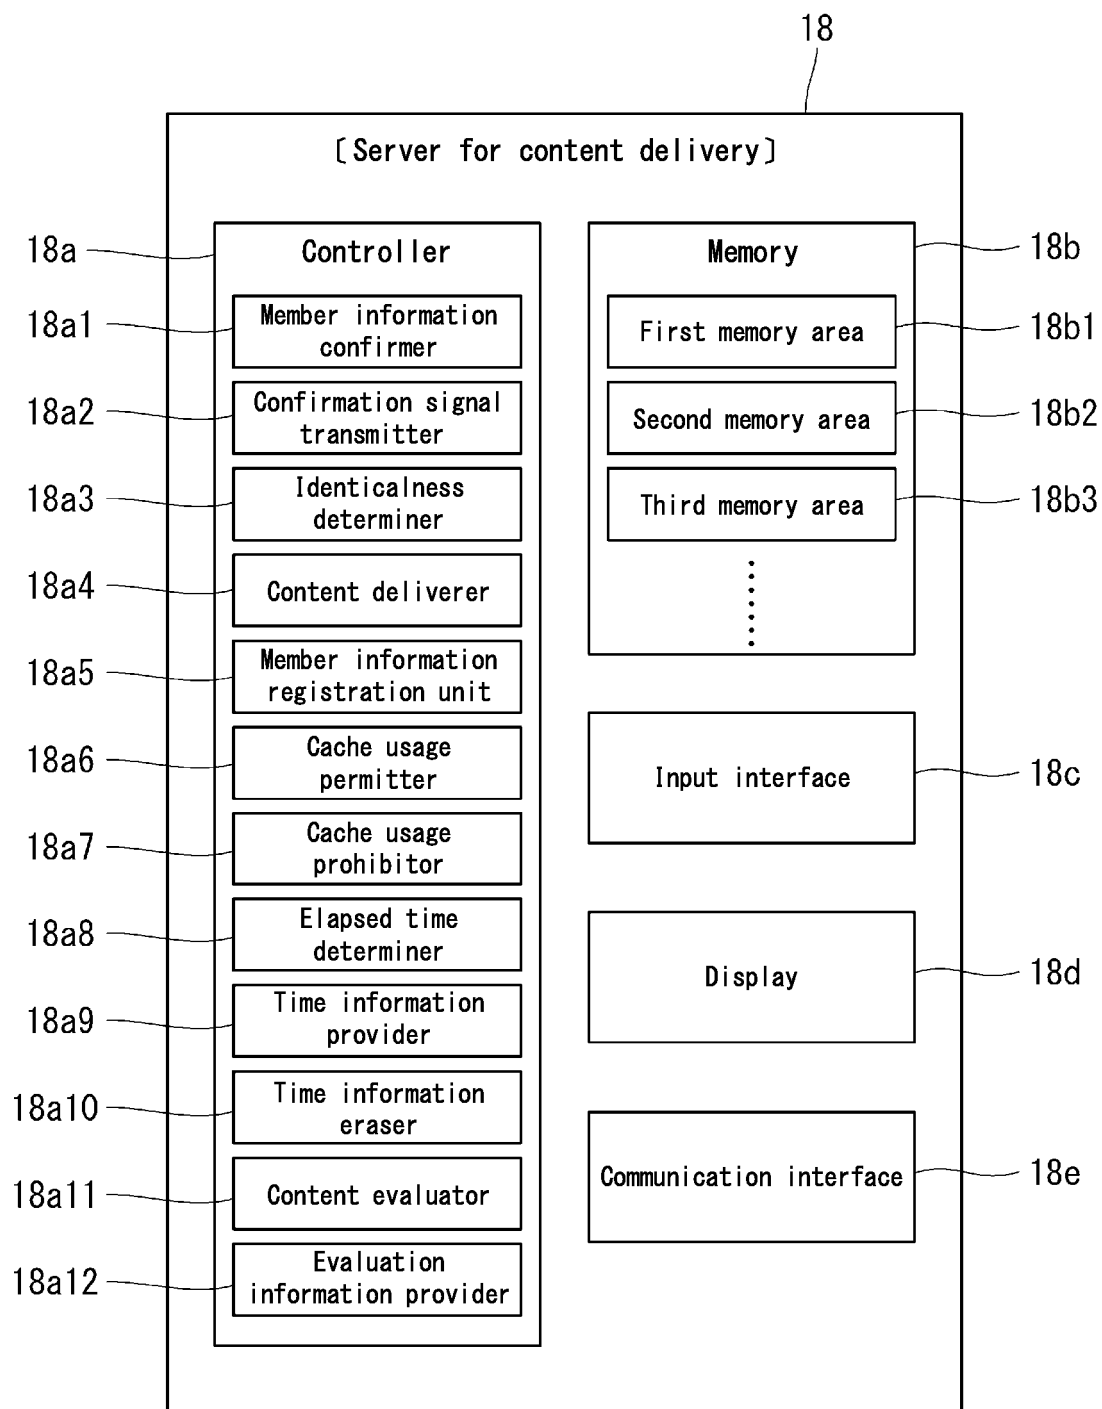 18
〔Server for content delivery〕
18a
Controller
18a1
Member information
confirmer
18a2
Confirmation signal
transmitter
18a3
Identicalness
determiner
18a4
Content deliverer
18a5
Member information
registration unit
18a6
Cache usage
permitter
18a7
Cache usage
prohibitor
18a8
Elapsed time
determiner
18a9
Time information
provider
18a10
Time information
eraser
18a11
Content evaluator
18a12
Evaluation
information provider
Memory
18b
First memory area
18b1
Second memory area
18b2
Third memory area
18b3
Input interface
18c
Display
18d
Communication interface
18e